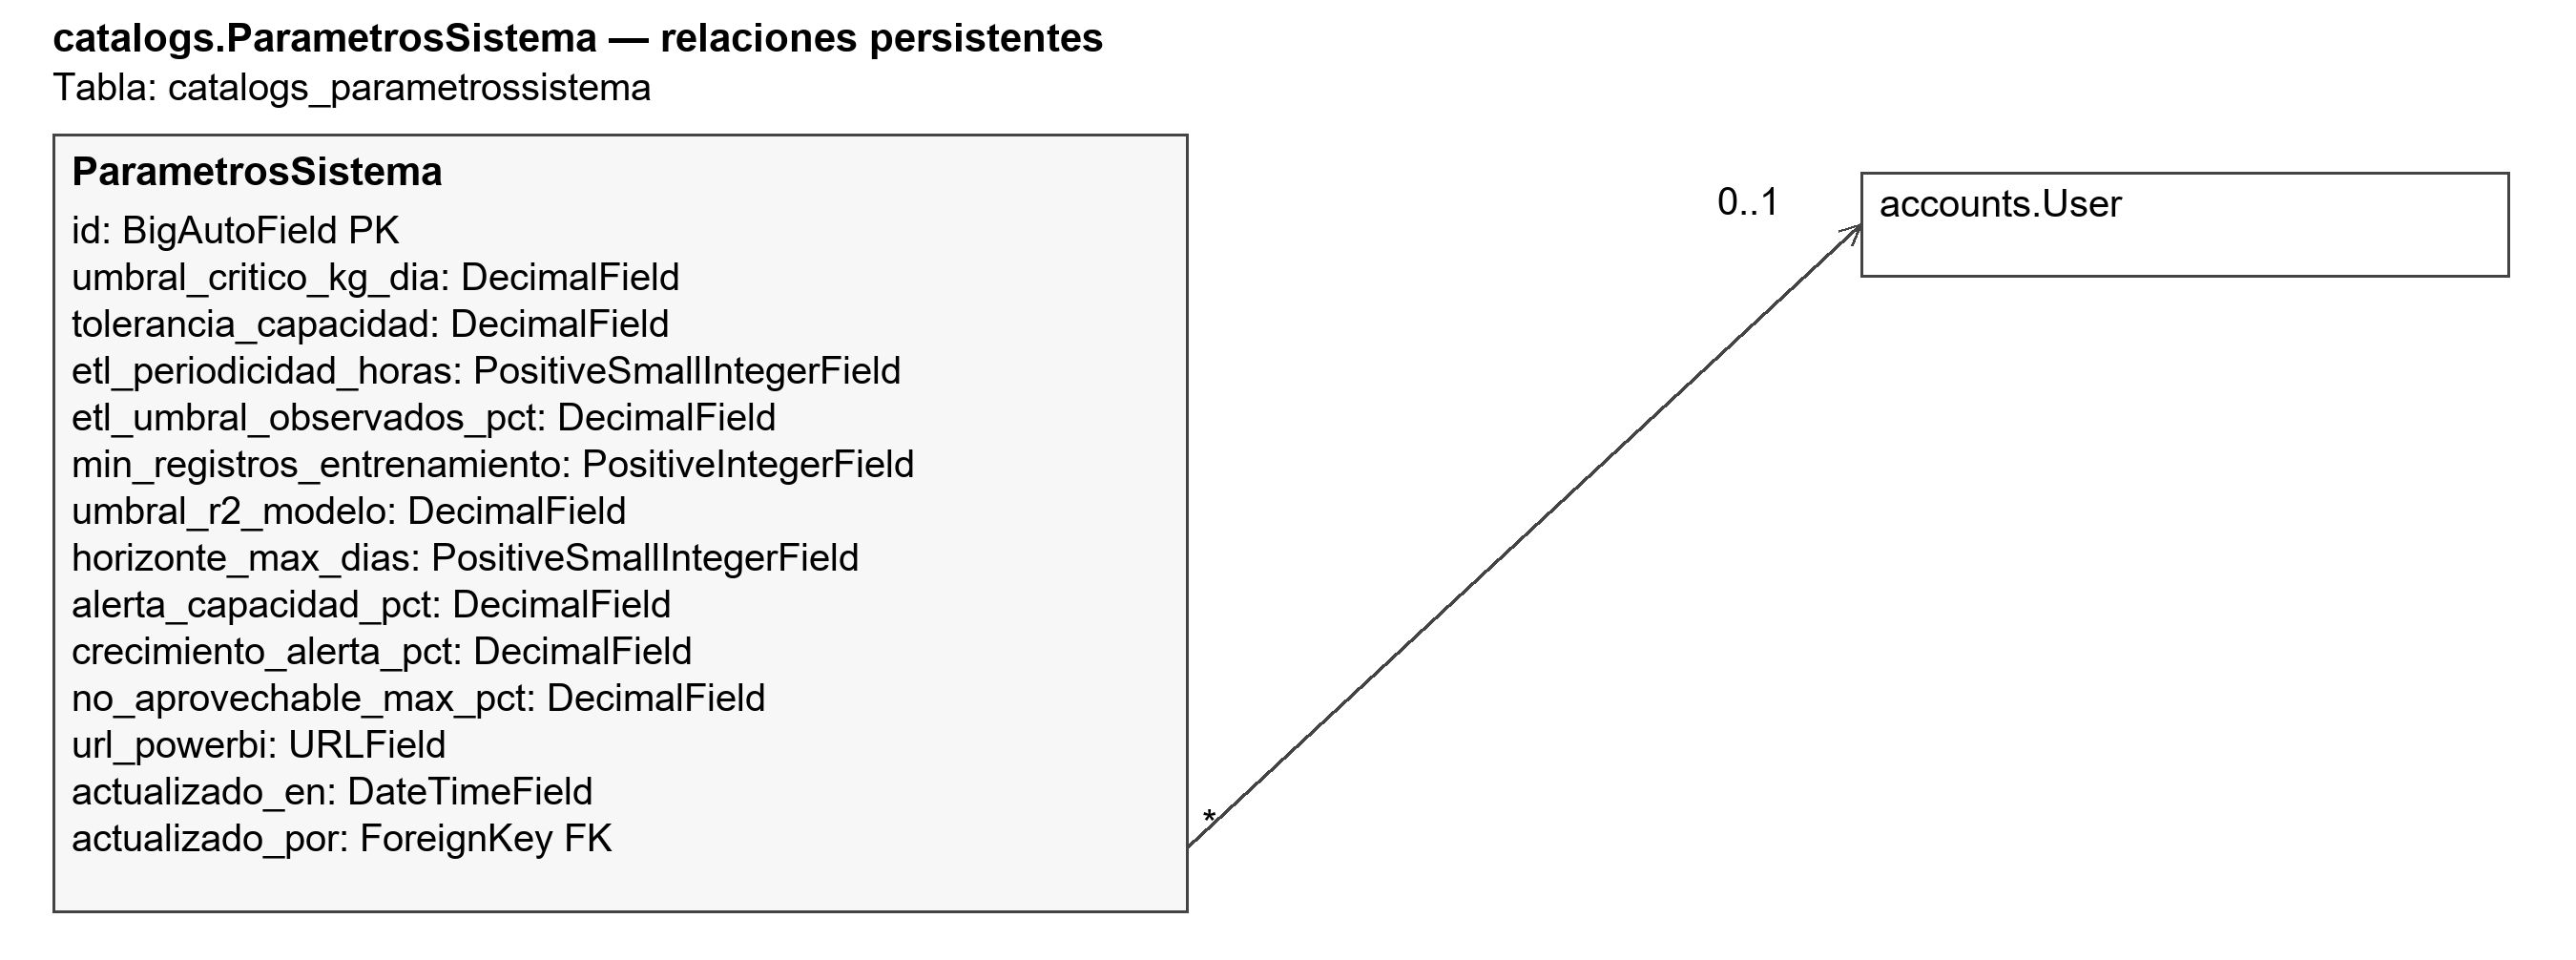 catalogs.ParametrosSistema — relaciones persistentes
Tabla: catalogs_parametrossistema
ParametrosSistema
id: BigAutoField PK
umbral_critico_kg_dia: DecimalField
tolerancia_capacidad: DecimalField
etl_periodicidad_horas: PositiveSmallIntegerField
etl_umbral_observados_pct: DecimalField
min_registros_entrenamiento: PositiveIntegerField
umbral_r2_modelo: DecimalField
horizonte_max_dias: PositiveSmallIntegerField
alerta_capacidad_pct: DecimalField
crecimiento_alerta_pct: DecimalField
no_aprovechable_max_pct: DecimalField
url_powerbi: URLField
actualizado_en: DateTimeField
actualizado_por: ForeignKey FK
*
0..1
accounts.User